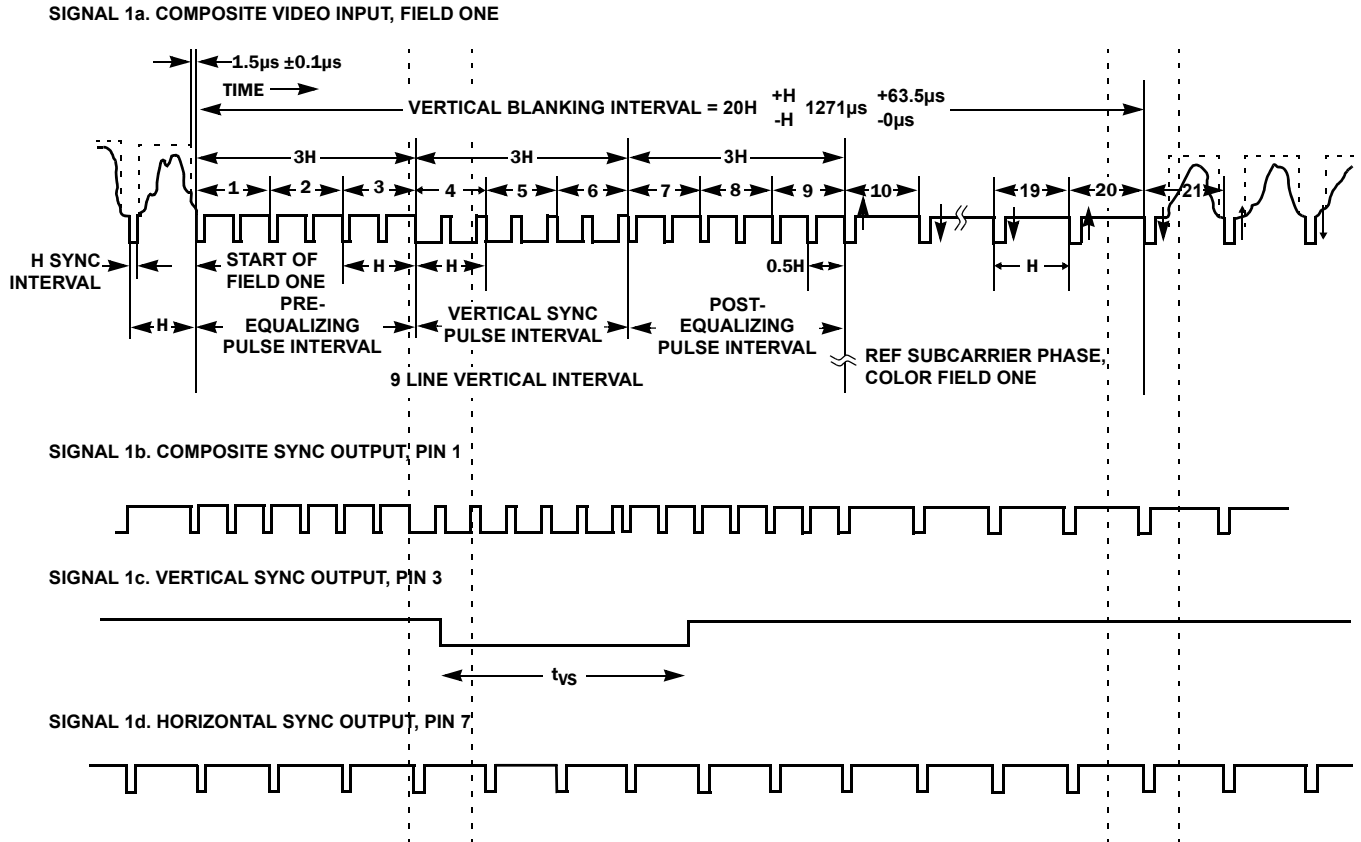 SIGNAL 1a. COMPOSITE VIDEO INPUT, FIELD ONE
1.5µs ±0.1µs
TIME
VERTICAL BLANKING INTERVAL = 20H +H -H 1271µs +63.5µs -0µs
3H 3H 3H
1 2 3 4 5 6 7 8 9 10 19 20 21
H SYNC
INTERVAL
START OF
FIELD ONE
H H 0.5H H
H
PRE-
EQUALIZING
PULSE INTERVAL
VERTICAL SYNC
PULSE INTERVAL
POST-
EQUALIZING
PULSE INTERVAL
REF SUBCARRIER PHASE,
COLOR FIELD ONE
9 LINE VERTICAL INTERVAL
SIGNAL 1b. COMPOSITE SYNC OUTPUT, PIN 1
SIGNAL 1c. VERTICAL SYNC OUTPUT, PIN 3
tVS
SIGNAL 1d. HORIZONTAL SYNC OUTPUT, PIN 7